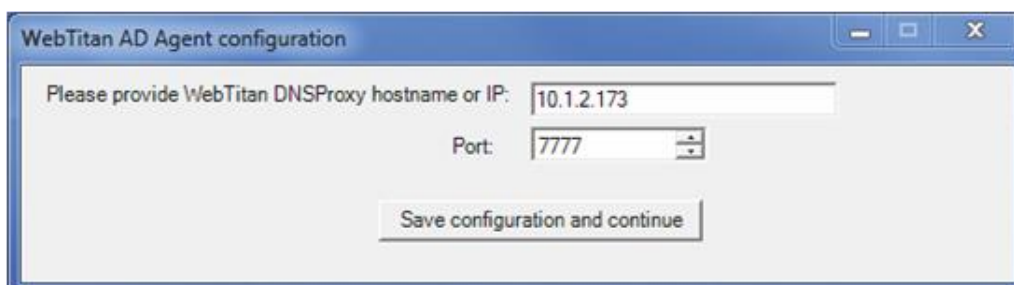 WebTitan AD Agent configuration
Please provide WebTitan DNSProxy hostname or IP: 10.1.2.173
Port: 7777
Save configuration and continue